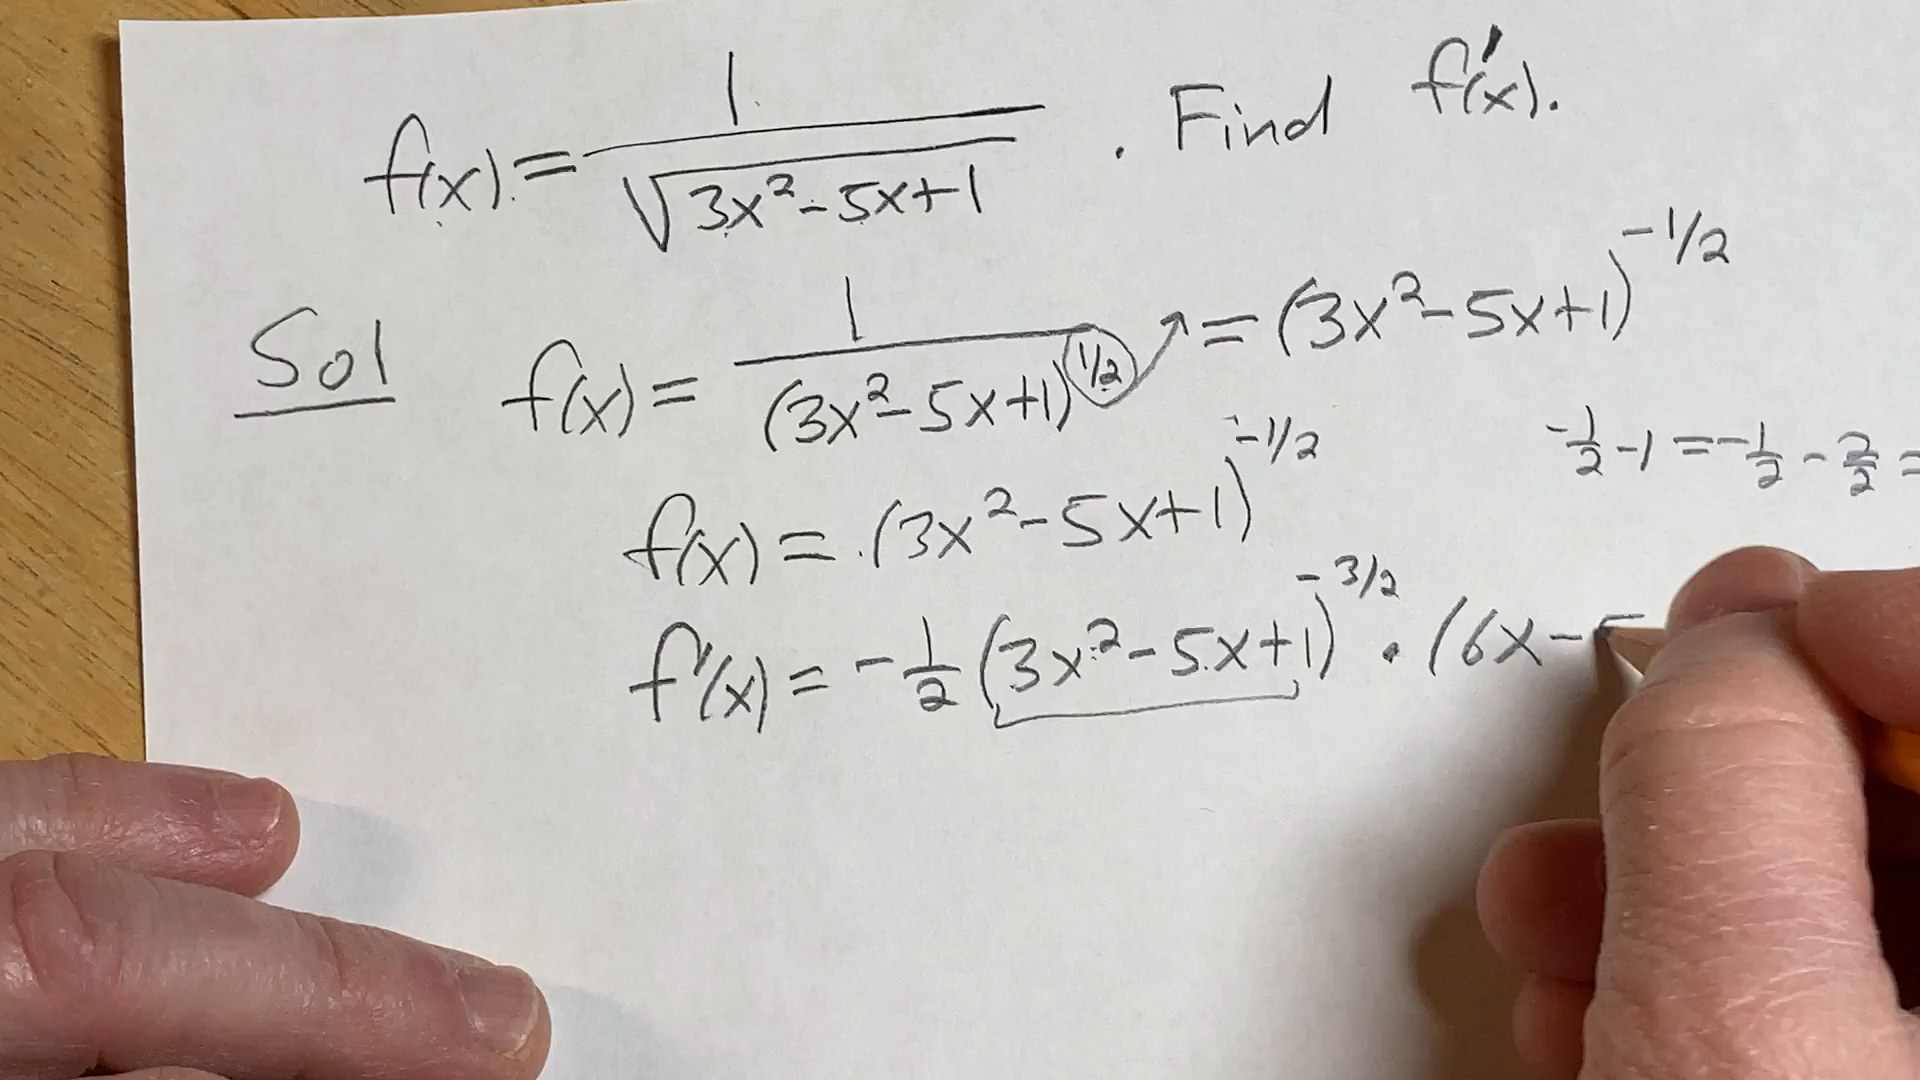 f(x) = 1/√(3x² - 5x + 1) . Find f'(x).
Sol f(x) = 1/(3x² - 5x + 1)^(1/2) = (3x² - 5x + 1)^(-1/2)
f(x) = (3x² - 5x + 1)^(-1/2)
-1/2 - 1 = -1/2 - 2/2 =
f'(x) = -1/2 (3x² - 5x + 1)^(-3/2) · (6x -